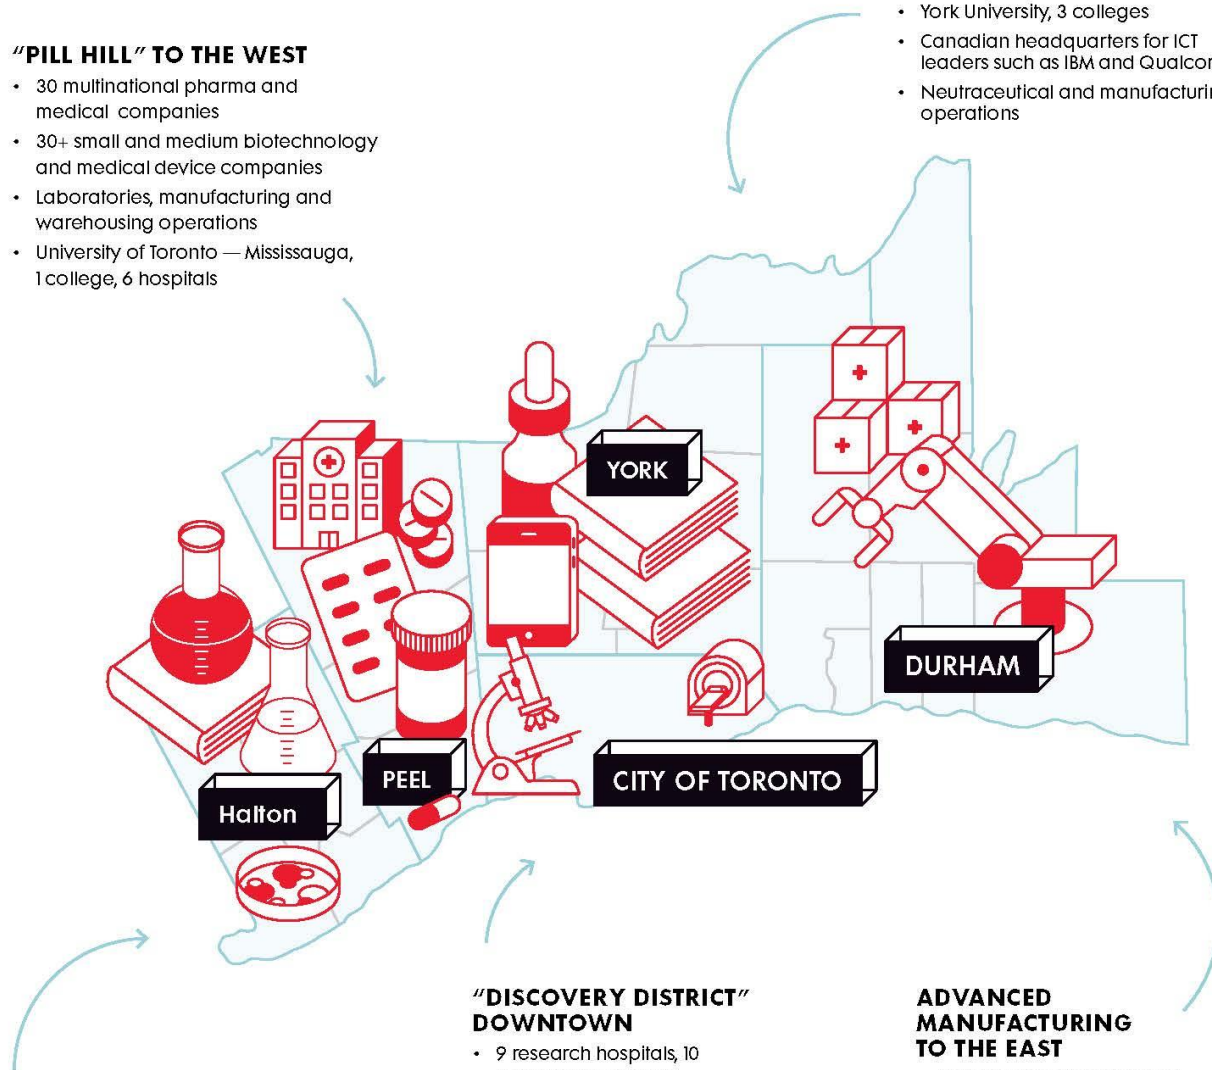 "PILL HILL" TO THE WEST
• 30 multinational pharma and
medical companies
• 30+ small and medium biotechnology
and medical device companies
• Laboratories, manufacturing and
warehousing operations
• University of Toronto — Mississauga,
1 college, 6 hospitals
• York University, 3 colleges
• Canadian headquarters for ICT
leaders such as IBM and Qualcor
• Neutraceutical and manufacturin
operations
YORK
DURHAM
PEEL
CITY OF TORONTO
Halton
"DISCOVERY DISTRICT"
DOWNTOWN
• 9 research hospitals, 10
ADVANCED
MANUFACTURING
TO THE EAST